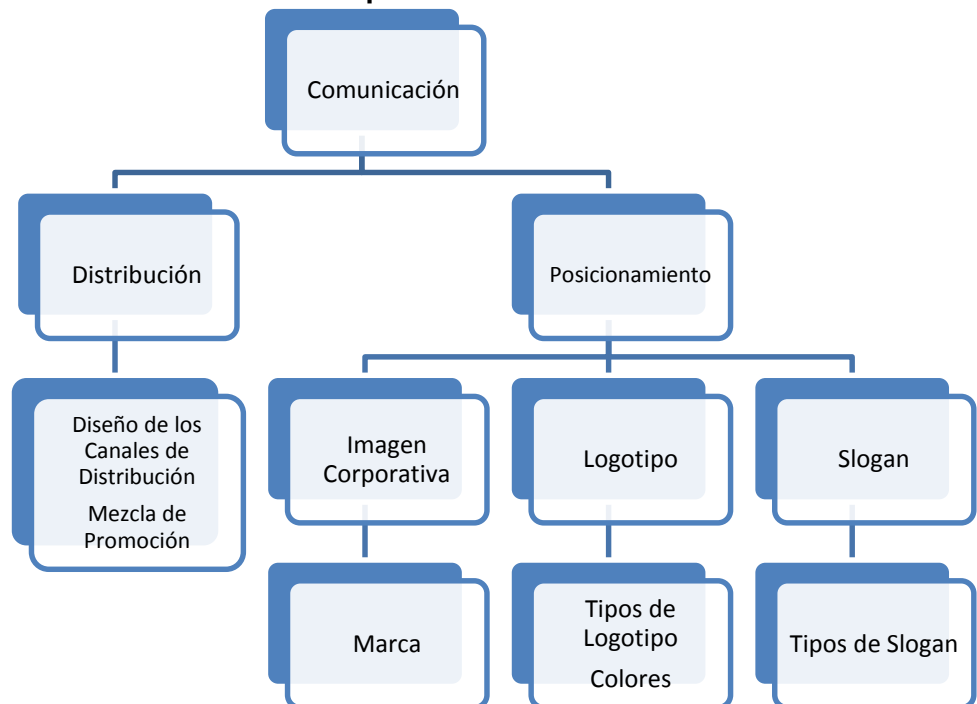 Comunicación
Distribución
Posicionamiento
Diseño de los
Canales de
Distribución
Mezcla de
Promoción
Imagen
Corporativa
Logotipo
Slogan
Marca
Tipos de
Logotipo
Colores
Tipos de Slogan